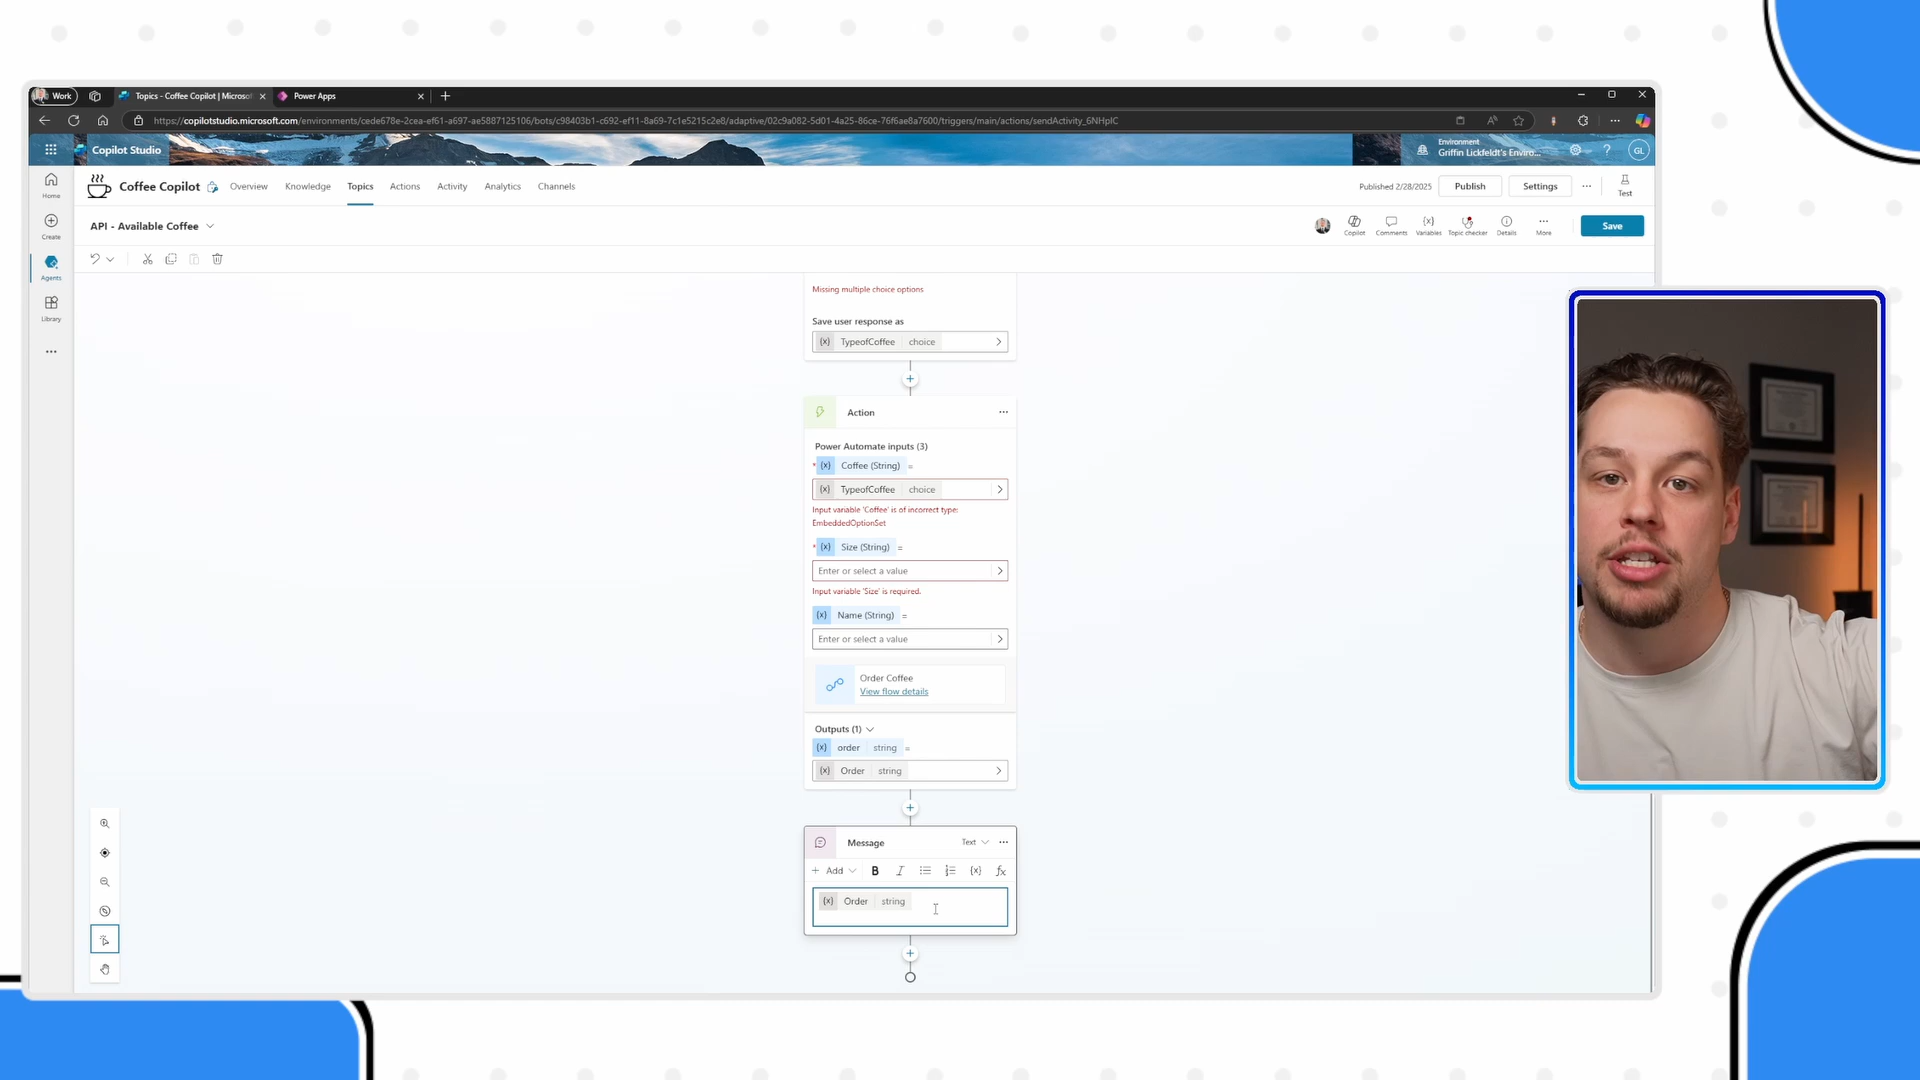 Work
Topics - Coffee Copilot | Microsof
Power Apps
https://copilotstudio.microsoft.com/environments/cede678e-2cea-ef61-a697-ae5887125106/bots/c98403b1-c692-ef11-8a69-7c1e5215c2e8/adaptive/02c9a082-5d01-4a25-86ce-76f6ae8a7600/triggers/main/actions/sendActivity_6NHpIC
Copilot Studio
Environment
Griffin Lickfeldt's Enviro...
GL
Home
Create
Agents
Library
Coffee Copilot
Overview
Knowledge
Topics
Actions
Activity
Analytics
Channels
Published 2/28/2025
Publish
Settings
Test
API - Available Coffee
Copilot
Comments
Variables
Topic checker
Details
More
Save
Missing multiple choice options
Save user response as
{x} TypeofCoffee choice
Action
Power Automate inputs (3)
* {x} Coffee (String) =
{x} TypeofCoffee choice
Input variable 'Coffee' is of incorrect type:
EmbeddedOptionSet
* {x} Size (String) =
Enter or select a value
Input variable 'Size' is required.
{x} Name (String) =
Enter or select a value
Order Coffee
View flow details
Outputs (1)
{x} order string =
{x} Order string
Message
Text
+ Add B I {x} fx
{x} Order string